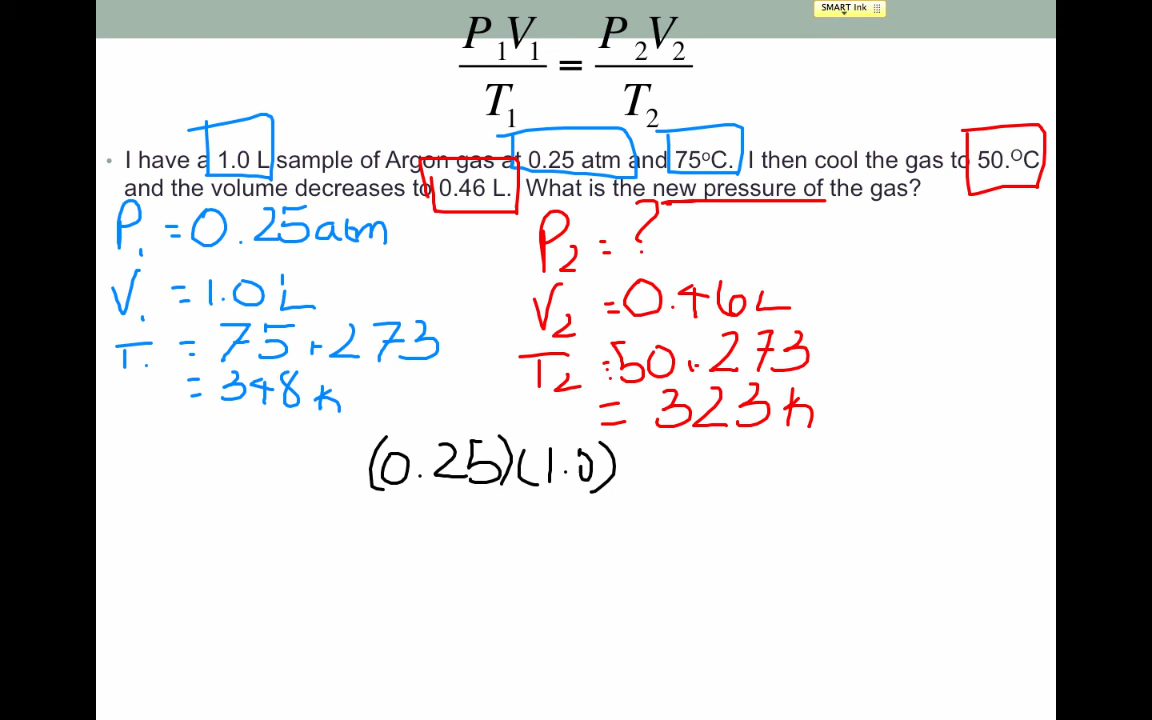 SMART Ink
P₁V₁ / T₁ = P₂V₂ / T₂
• I have a 1.0 L sample of Argon gas at 0.25 atm and 75°C. I then cool the gas to 50.°C
and the volume decreases to 0.46 L. What is the new pressure of the gas?
P₁ = 0.25atm
V₁ = 1.0 L
T₁ = 75 + 273
= 348 K
P₂ = ?
V₂ = 0.46 L
T₂ = 50 + 273
= 323 K
(0.25)(1.0)